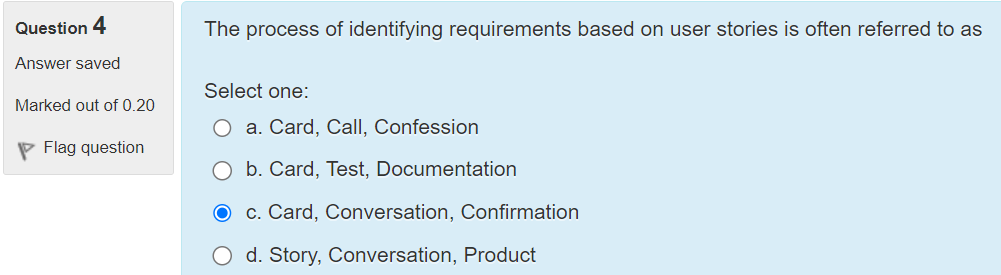 Question 4
Answer saved
Marked out of 0.20
Flag question
The process of identifying requirements based on user stories is often referred to as
Select one:
a. Card, Call, Confession
b. Card, Test, Documentation
c. Card, Conversation, Confirmation
d. Story, Conversation, Product